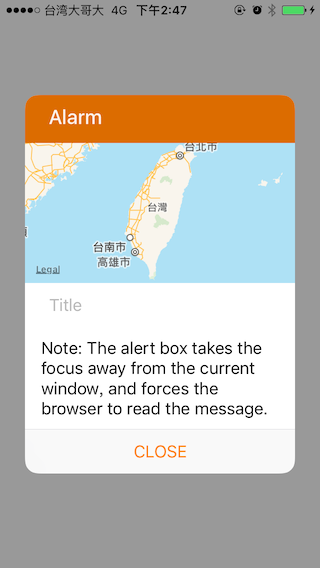 台湾大哥大 4G 下午2:47
Alarm
台北市
台灣
台南市
高雄市
Legal
Title
Note: The alert box takes the
focus away from the current
window, and forces the
browser to read the message.
CLOSE